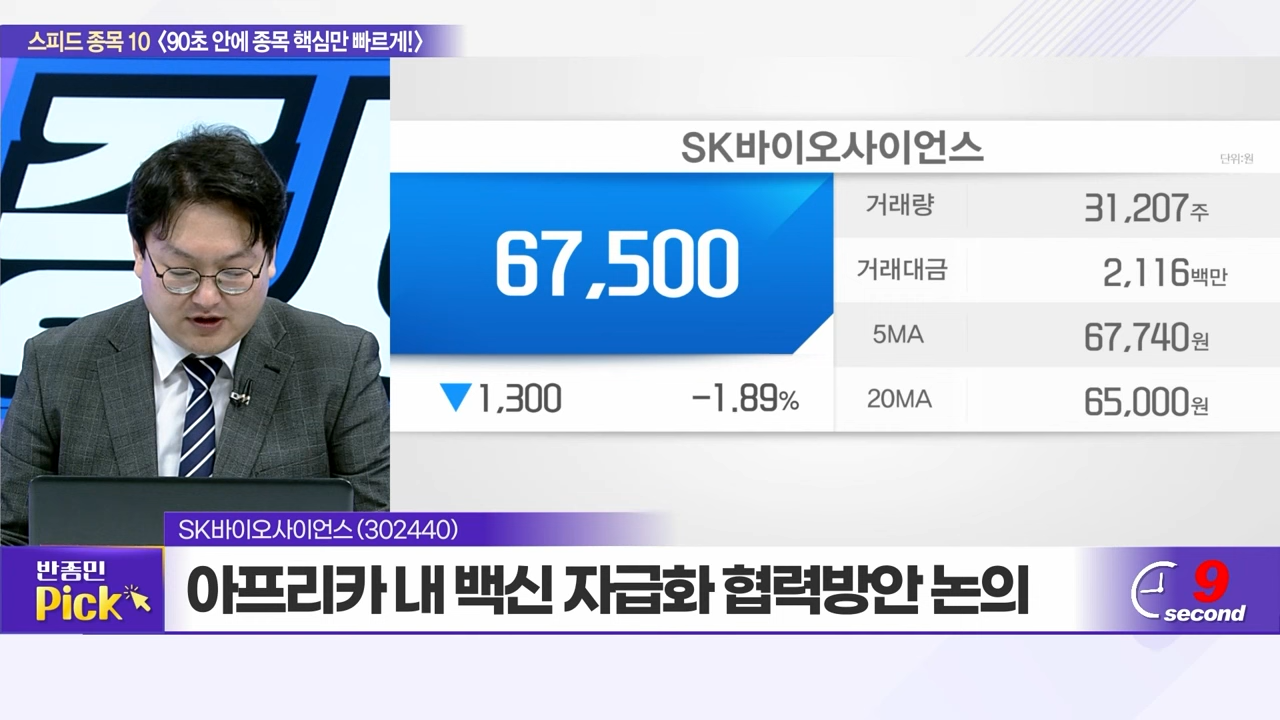 스피드 종목 10 <90초 안에 종목 핵심만 빠르게!>
SK바이오사이언스
단위:원
67,500
▼1,300 -1.89%
거래량 31,207주
거래대금 2,116백만
5MA 67,740원
20MA 65,000원
SK바이오사이언스 (302440)
반종민
Pick
아프리카 내 백신 자급화 협력방안 논의
9
second